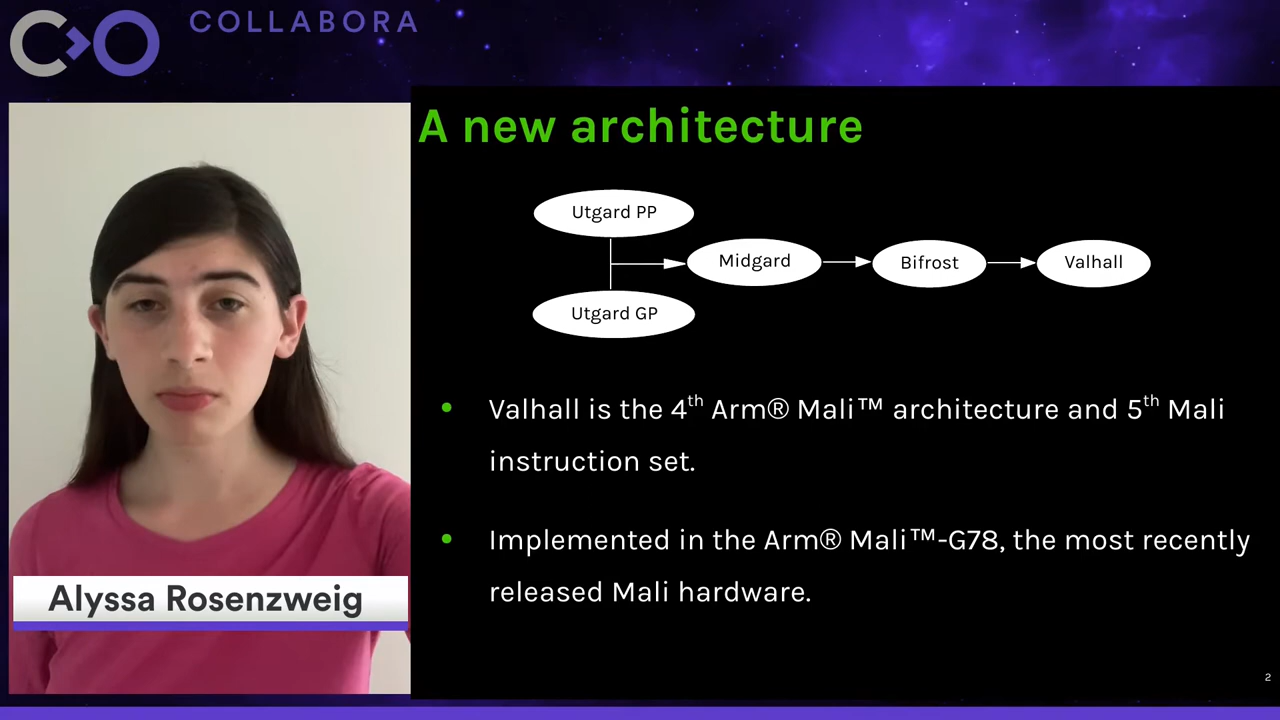 COLLABORA
A new architecture
Utgard PP
Midgard
Bifrost
Valhall
Utgard GP
Valhall is the 4th Arm® Mali™ architecture and 5th Mali
instruction set.
Implemented in the Arm® Mali™-G78, the most recently
released Mali hardware.
Alyssa Rosenzweig
2